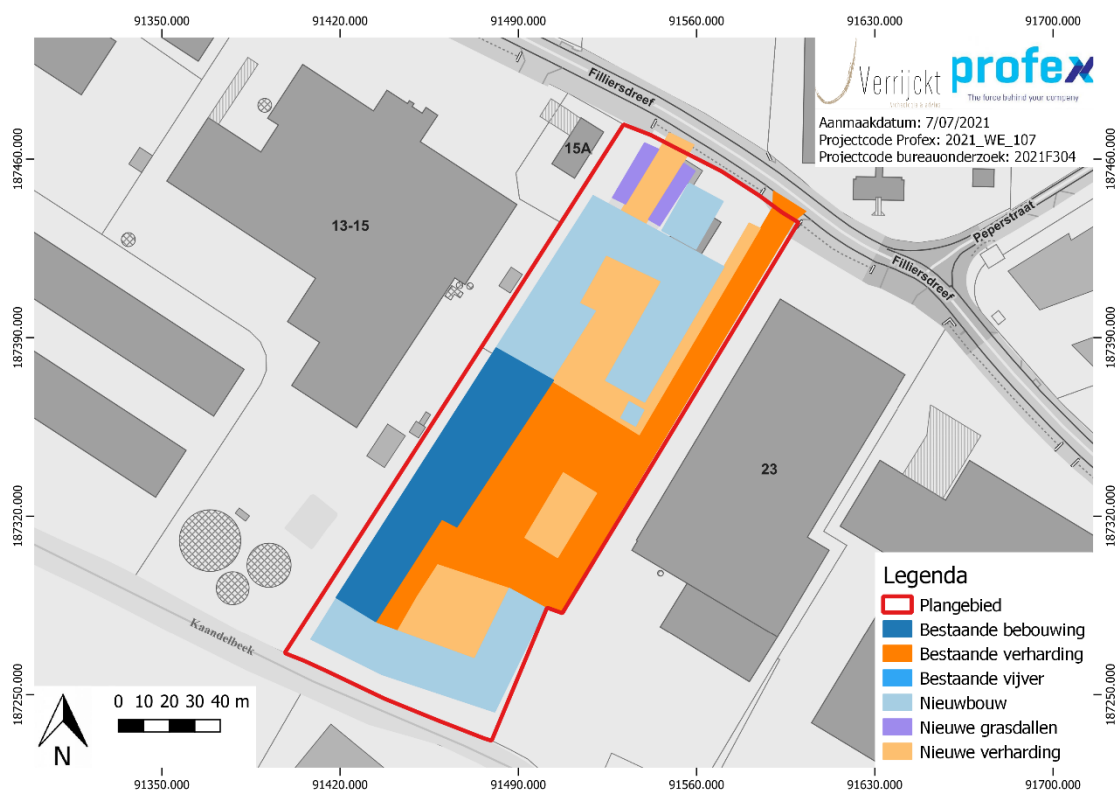 91350.000 91420.000 91490.000 91560.000 91630.000 91700.000
187460.000
187390.000
187320.000
187250.000
Filliersdreef
Verrijckt
profex
The force behind your company
Aanmaakdatum: 7/07/2021
Projectcode Profex: 2021_WE_107
Projectcode bureauonderzoek: 2021F304
187460.000
187390.000
187320.000
187250.000
15A
13-15
Peperstraat
Filliersdreef
23
Kaandelbeek
Legenda
Plangebied
Bestaande bebouwing
Bestaande verharding
Bestaande vijver
Nieuwbouw
Nieuwe grasdallen
Nieuwe verharding
N
0 10 20 30 40 m
91350.000 91420.000 91490.000 91560.000 91630.000 91700.000